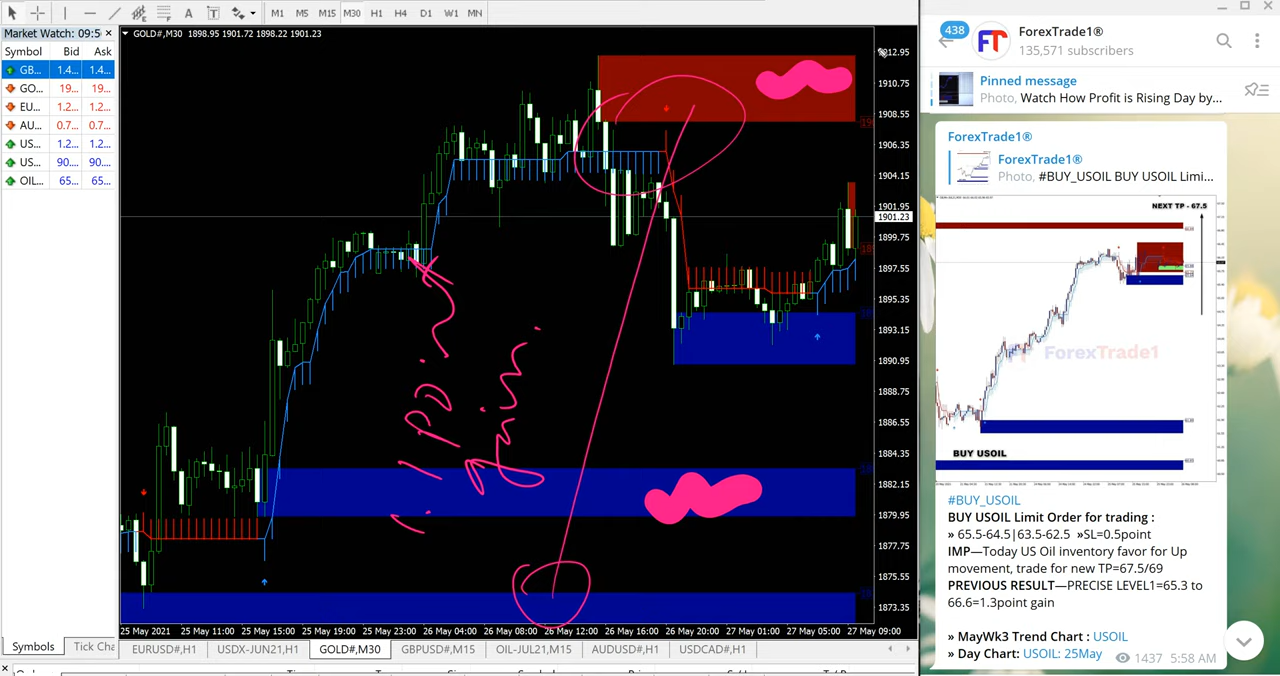 M1 M5 M15 M30 H1 H4 D1 W1 MN
Market Watch: 09:5
Symbol Bid Ask
GB... 1.4... 1.4...
GO... 19... 19...
EU... 1.2... 1.2...
AU... 0.7... 0.7...
US... 1.2... 1.2...
US... 90.... 90....
OIL... 65... 65...
GOLD#,M30 1898.95 1901.72 1898.22 1901.23
1912.95
1910.75
1908.55
1906.35
1904.15
1901.95
1901.23
1899.75
1897.55
1895.35
1893.15
1890.95
1888.75
1886.55
1884.35
1882.15
1879.95
1877.75
1875.55
1873.35
25 May 2021 25 May 11:00 25 May 15:00 25 May 19:00 25 May 23:00 26 May 04:00 26 May 08:00 26 May 12:00 26 May 16:00 26 May 20:00 27 May 01:00 27 May 05:00 27 May 09:00
Symbols Tick Cha
EURUSD#,H1 USDX-JUN21,H1 GOLD#,M30 GBPUSD#,M15 OIL-JUL21,M15 AUDUSD#,H1 USDCAD#,H1
438
FT
ForexTrade1®
135,571 subscribers
Pinned message
Photo, Watch How Profit is Rising Day by...
ForexTrade1®
ForexTrade1®
Photo, #BUY_USOIL BUY USOIL Limi...
NEXT TP - 67.5
ForexTrade1
BUY USOIL
#BUY_USOIL
BUY USOIL Limit Order for trading :
» 65.5-64.5|63.5-62.5 »SL=0.5point
IMP—Today US Oil inventory favor for Up
movement, trade for new TP=67.5/69
PREVIOUS RESULT—PRECISE LEVEL1=65.3 to
66.6=1.3point gain
» MayWk3 Trend Chart : USOIL
» Day Chart: USOIL: 25May
1437 5:58 AM